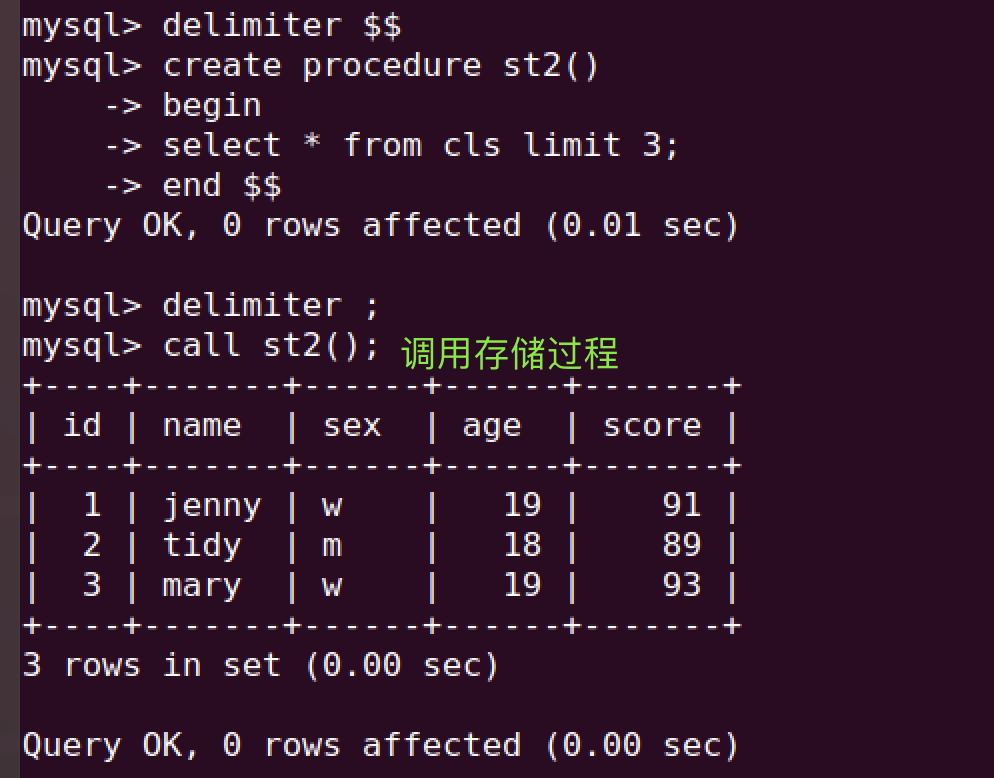 mysql> delimiter $$
mysql> create procedure st2()
    -> begin
    -> select * from cls limit 3;
    -> end $$
Query OK, 0 rows affected (0.01 sec)

mysql> delimiter ;
mysql> call st2(); 调用存储过程
+----+-------+------+------+-------+
| id | name  | sex  | age  | score |
+----+-------+------+------+-------+
|  1 | jenny | w    |   19 |    91 |
|  2 | tidy  | m    |   18 |    89 |
|  3 | mary  | w    |   19 |    93 |
+----+-------+------+------+-------+
3 rows in set (0.00 sec)

Query OK, 0 rows affected (0.00 sec)